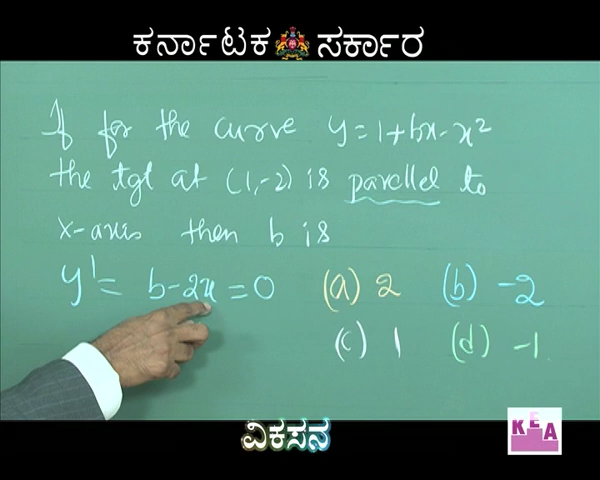 ಕರ್ನಾಟಕ ಸರ್ಕಾರ
If for the curve y = 1 + bx - x²
the tgt at (1, -2) is parellel to
x-axis then b is
y' = b - 2x = 0 (a) 2 (b) -2
(c) 1 (d) -1
ವಿಕಸನ
KEA